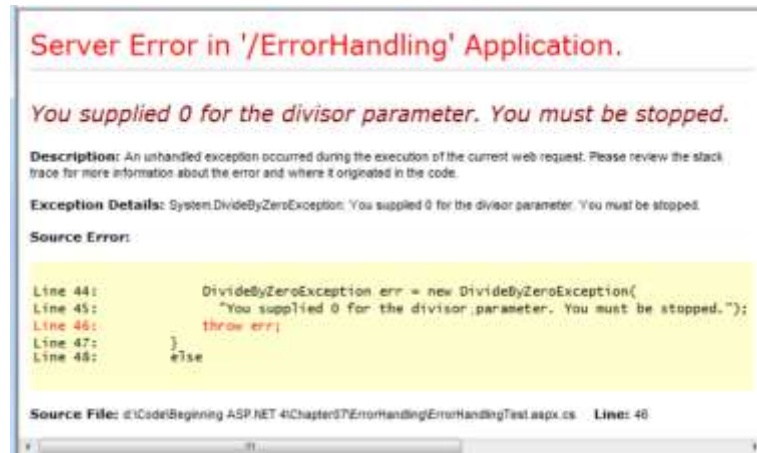 Server Error in '/ErrorHandling' Application.
You supplied 0 for the divisor parameter. You must be stopped.
Description: An unhandled exception occurred during the execution of the current web request. Please review the stack
trace for more information about the error and where it originated in the code.
Exception Details: System.DivideByZeroException: You supplied 0 for the divisor parameter. You must be stopped.
Source Error:
Line 44: DivideByZeroException err = new DivideByZeroException(
Line 45: "You supplied 0 for the divisor parameter. You must be stopped.");
Line 46: throw err;
Line 47: }
Line 48: else
Source File: d:\Code\Beginning ASP.NET 4\Chapter07\ErrorHandling\ErrorHandlingTest.aspx.cs Line: 46